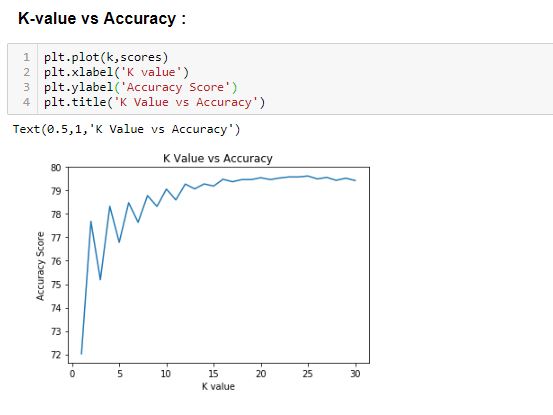 K-value vs Accuracy :
1 plt.plot(k,scores)
2 plt.xlabel('K value')
3 plt.ylabel('Accuracy Score')
4 plt.title('K Value vs Accuracy')
Text(0.5,1,'K Value vs Accuracy')
K Value vs Accuracy
80
79
78
77
76
75
74
73
72
Accuracy Score
0 5 10 15 20 25 30
K value